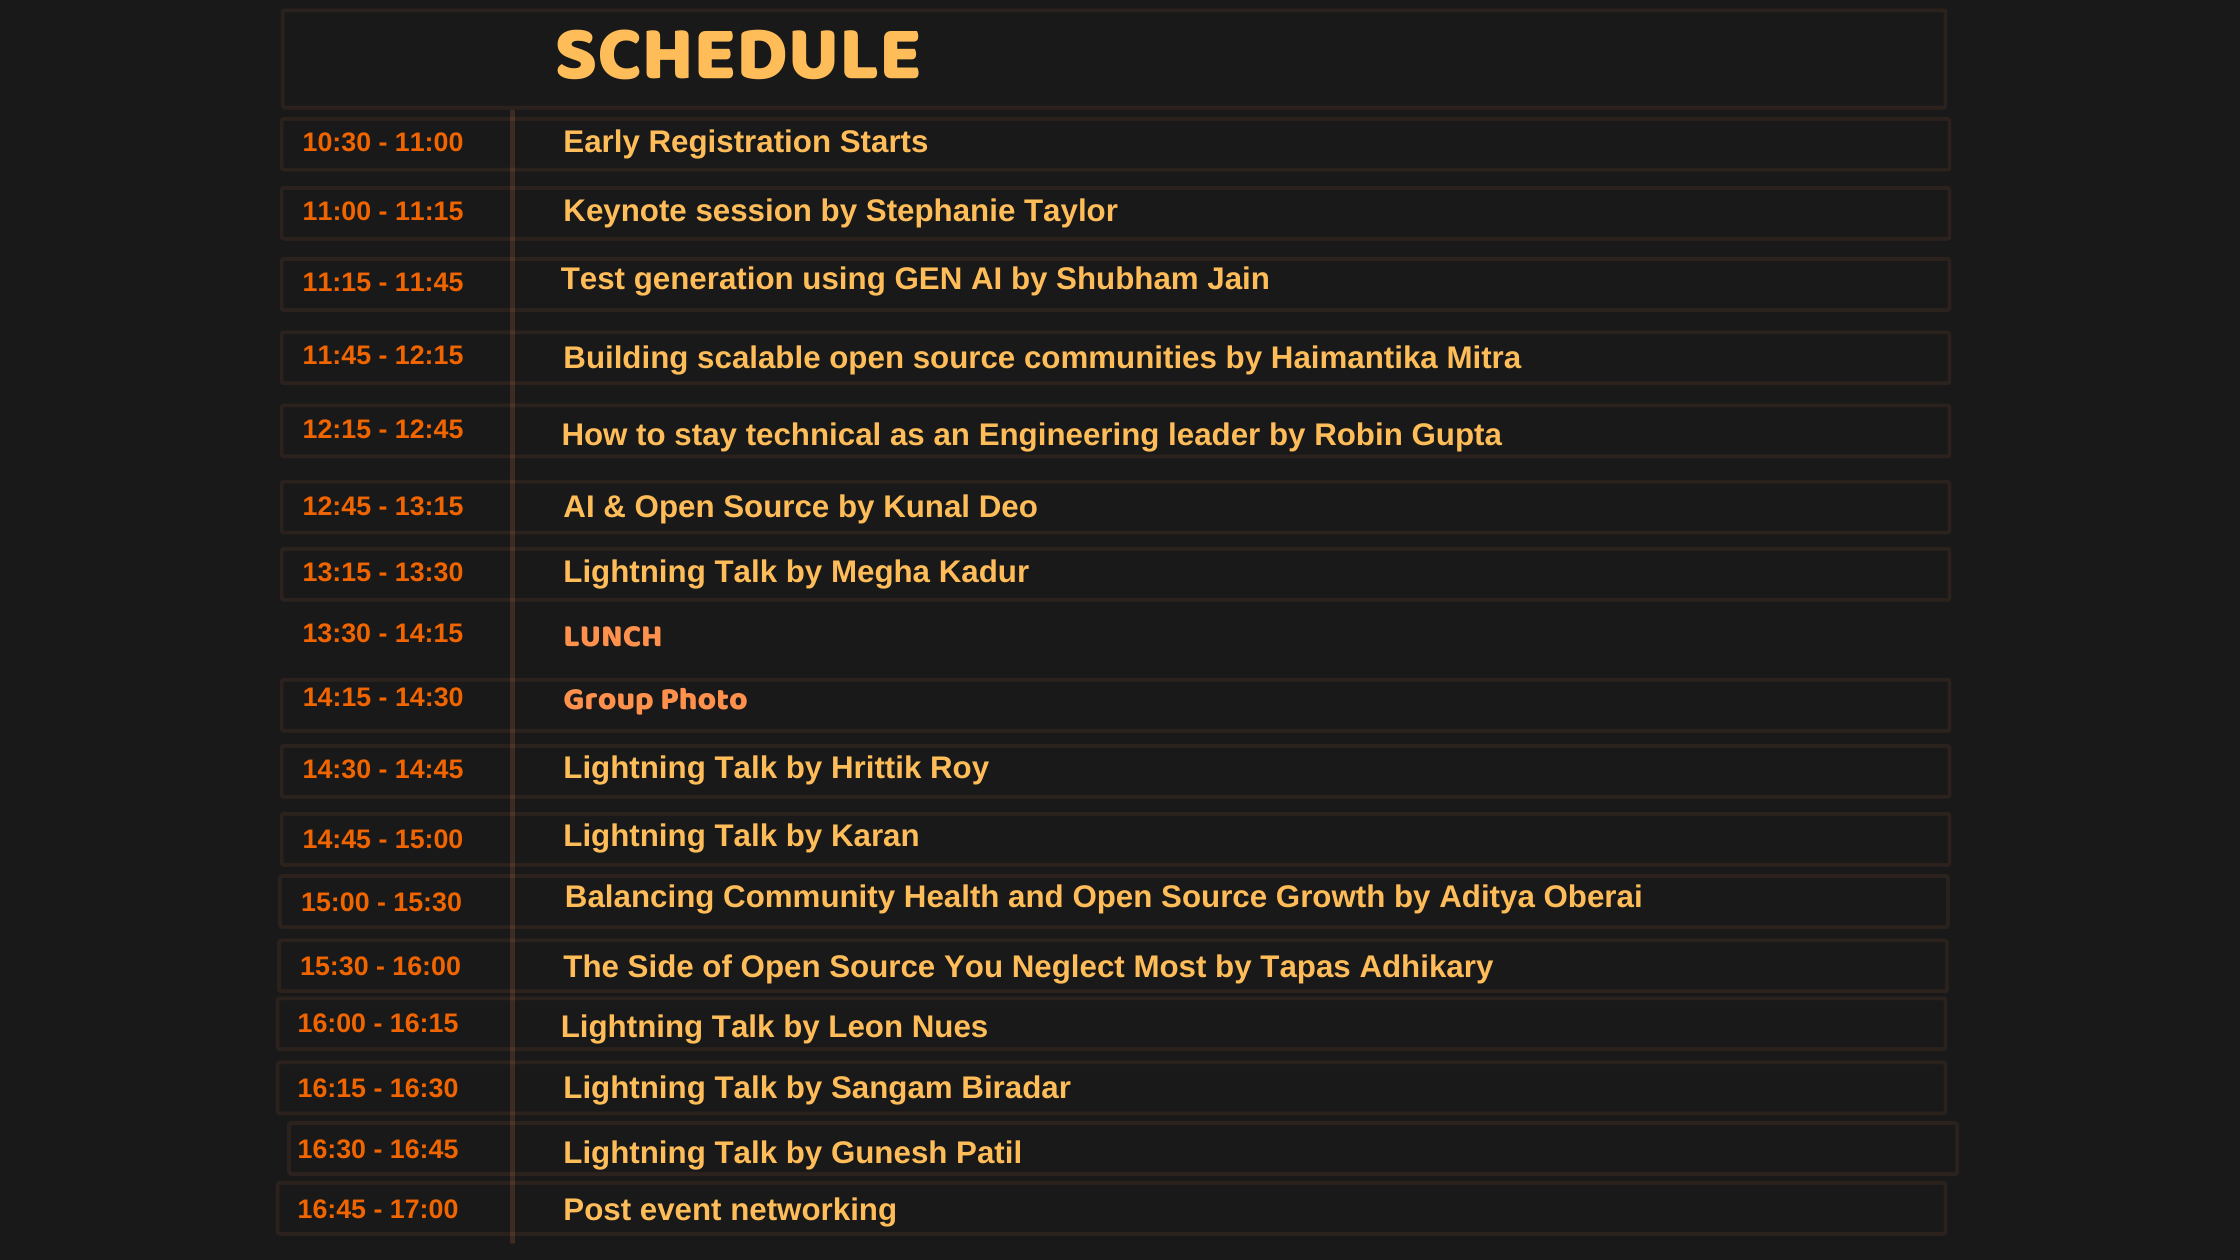 SCHEDULE
10:30 - 11:00 Early Registration Starts
11:00 - 11:15 Keynote session by Stephanie Taylor
11:15 - 11:45 Test generation using GEN AI by Shubham Jain
11:45 - 12:15 Building scalable open source communities by Haimantika Mitra
12:15 - 12:45 How to stay technical as an Engineering leader by Robin Gupta
12:45 - 13:15 AI & Open Source by Kunal Deo
13:15 - 13:30 Lightning Talk by Megha Kadur
13:30 - 14:15 LUNCH
14:15 - 14:30 Group Photo
14:30 - 14:45 Lightning Talk by Hrittik Roy
14:45 - 15:00 Lightning Talk by Karan
15:00 - 15:30 Balancing Community Health and Open Source Growth by Aditya Oberai
15:30 - 16:00 The Side of Open Source You Neglect Most by Tapas Adhikary
16:00 - 16:15 Lightning Talk by Leon Nues
16:15 - 16:30 Lightning Talk by Sangam Biradar
16:30 - 16:45 Lightning Talk by Gunesh Patil
16:45 - 17:00 Post event networking